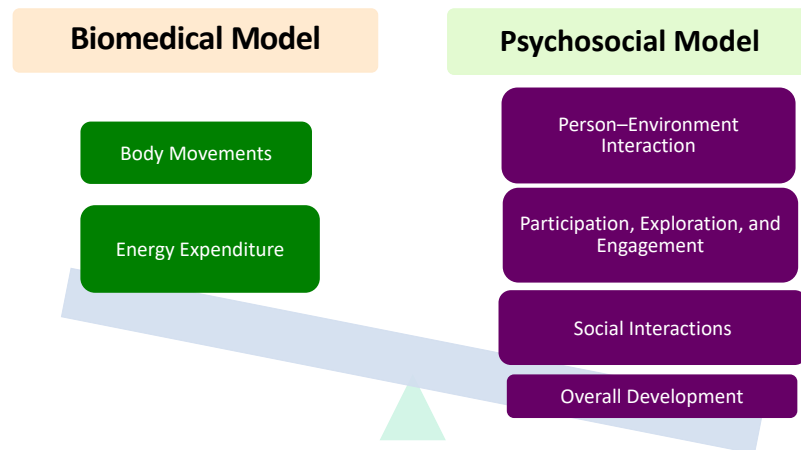 Biomedical Model
Psychosocial Model
Body Movements
Energy Expenditure
Person–Environment
Interaction
Participation, Exploration, and
Engagement
Social Interactions
Overall Development